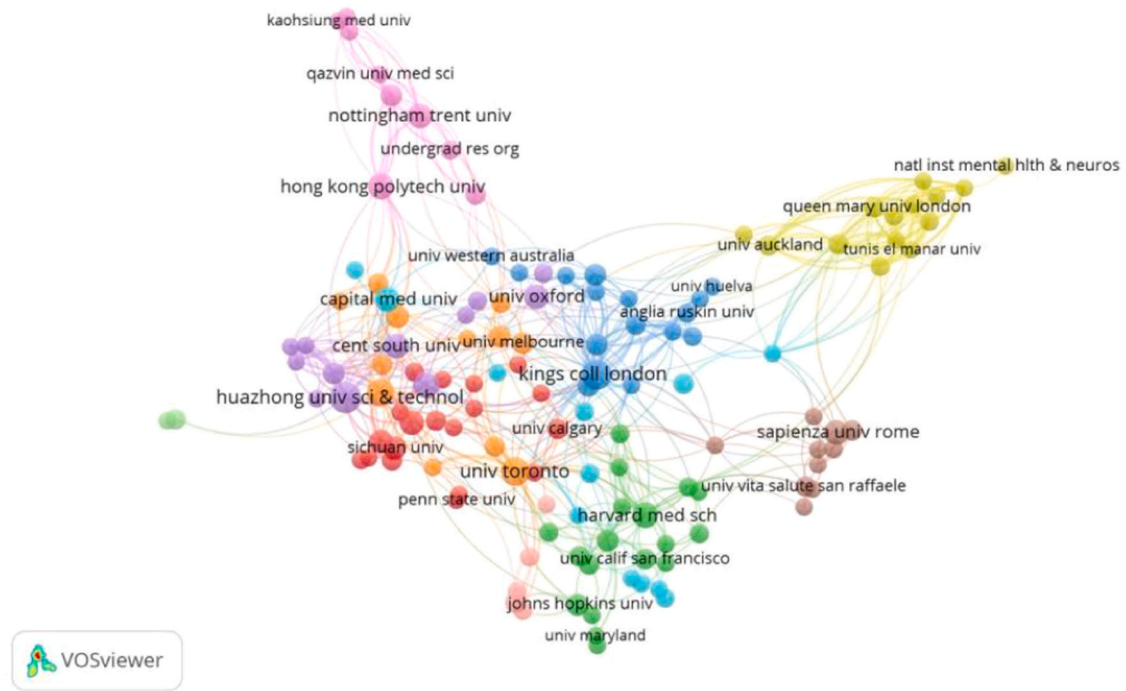 kaohsiung med univ
qazvin univ med sci
nottingham trent univ
undergrad res org
natl inst mental hlth & neuros
hong kong polytech univ
queen mary univ london
univ auckland
tunis el manar univ
univ western australia
univ huelva
capital med univ
univ oxford
anglia ruskin univ
cent south univ
univ melbourne
kings coll london
huazhong univ sci & technol
univ calgary
sapienza univ rome
sichuan univ
univ toronto
univ vita salute san raffaele
penn state univ
harvard med sch
univ calif san francisco
johns hopkins univ
univ maryland
VOSviewer